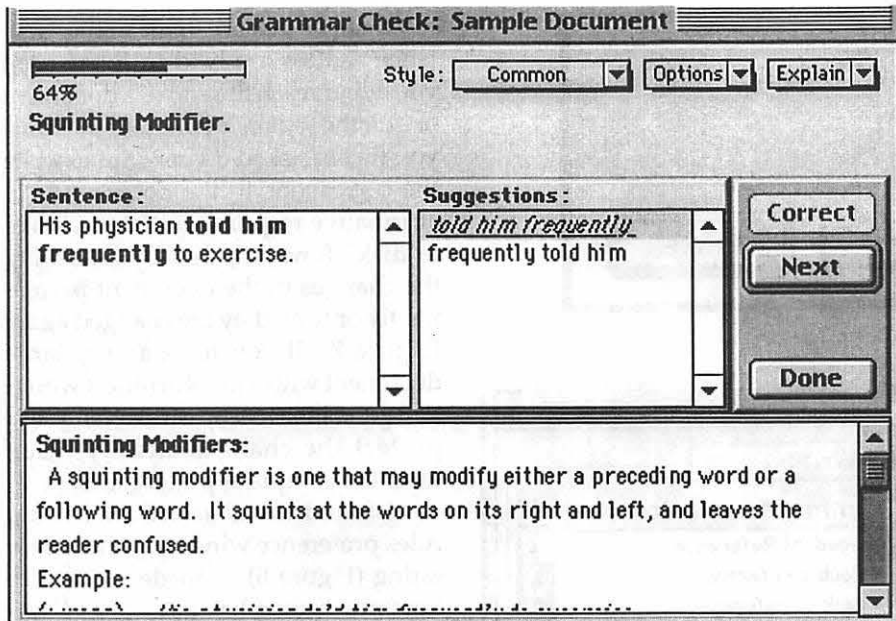 Grammar Check: Sample Document
Style: Common Options Explain
64%
Squinting Modifier.
Sentence:
His physician told him
frequently to exercise.
Suggestions:
told him frequently
frequently told him
Correct
Next
Done
Squinting Modifiers:
A squinting modifier is one that may modify either a preceding word or a
following word. It squints at the words on its right and left, and leaves the
reader confused.
Example: